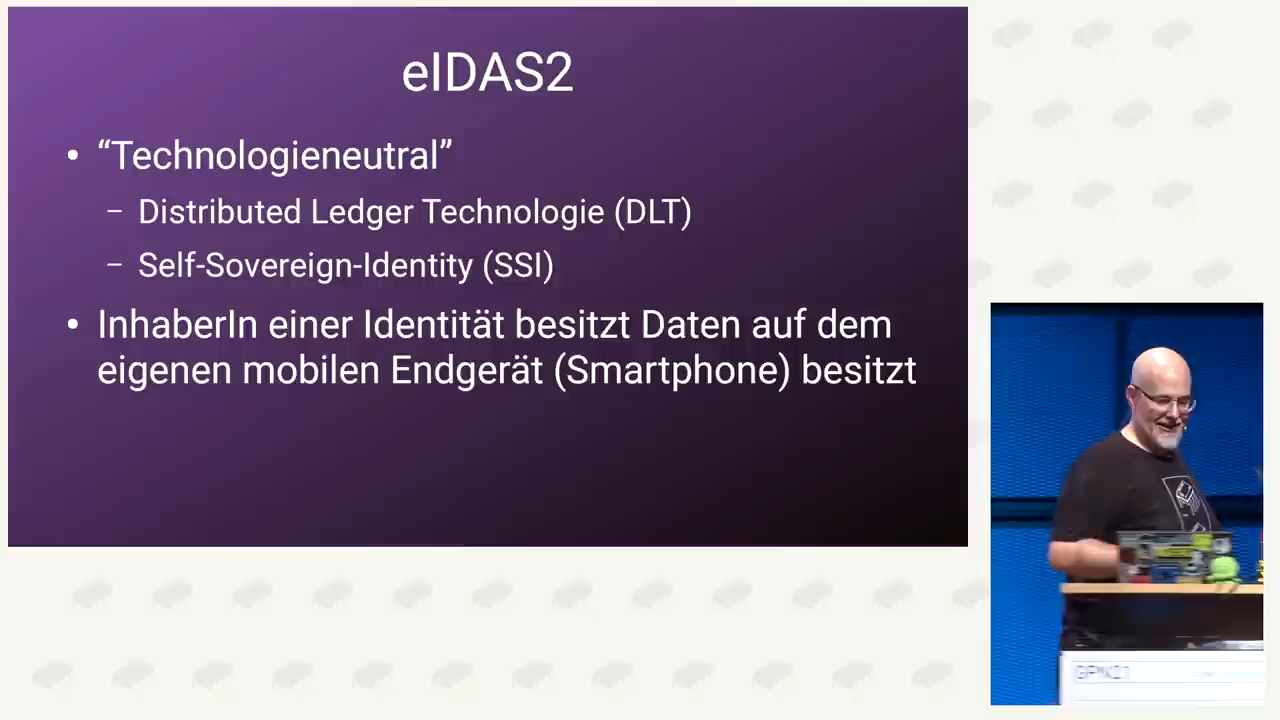 eIDAS2
• “Technologieneutral”
– Distributed Ledger Technologie (DLT)
– Self-Sovereign-Identity (SSI)
• InhaberIn einer Identität besitzt Daten auf dem
eigenen mobilen Endgerät (Smartphone) besitzt